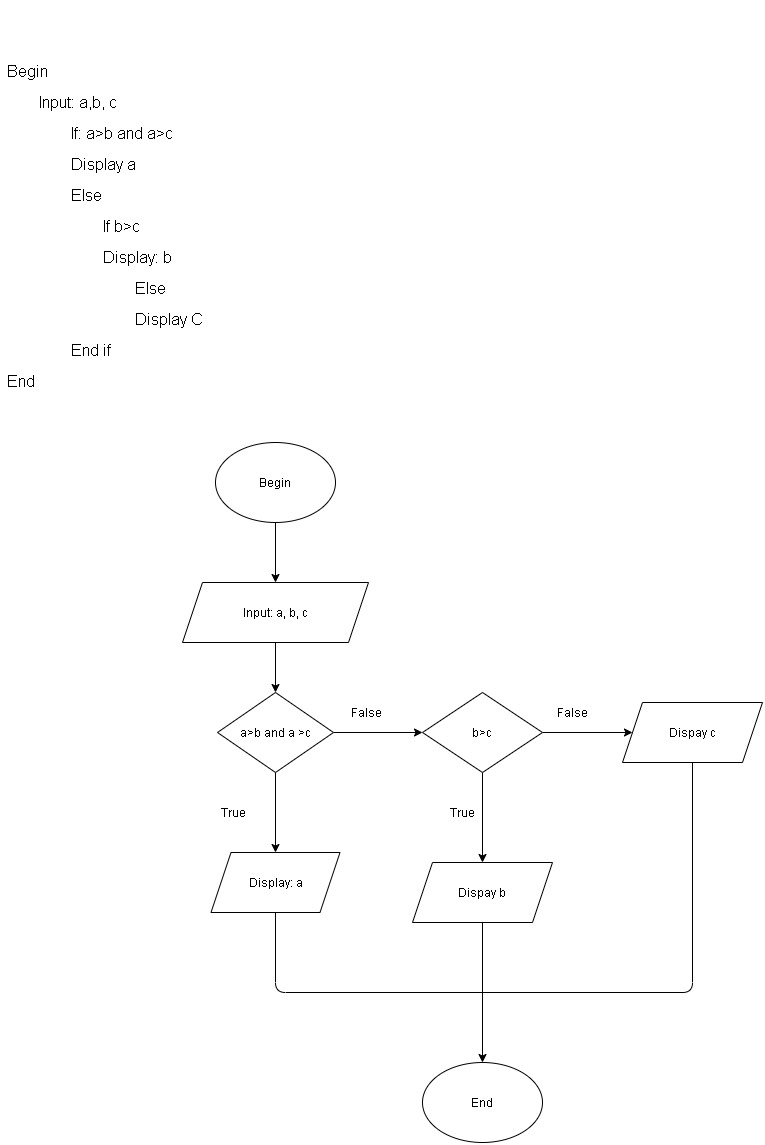 Begin
Input: a,b, c
If: a>b and a>c
Display a
Else
If b>c
Display: b
Else
Display C
End if
End
Begin
Input: a, b, c
False
False
a>b and a >c
b>c
Dispay c
True
True
Display: a
Dispay b
End